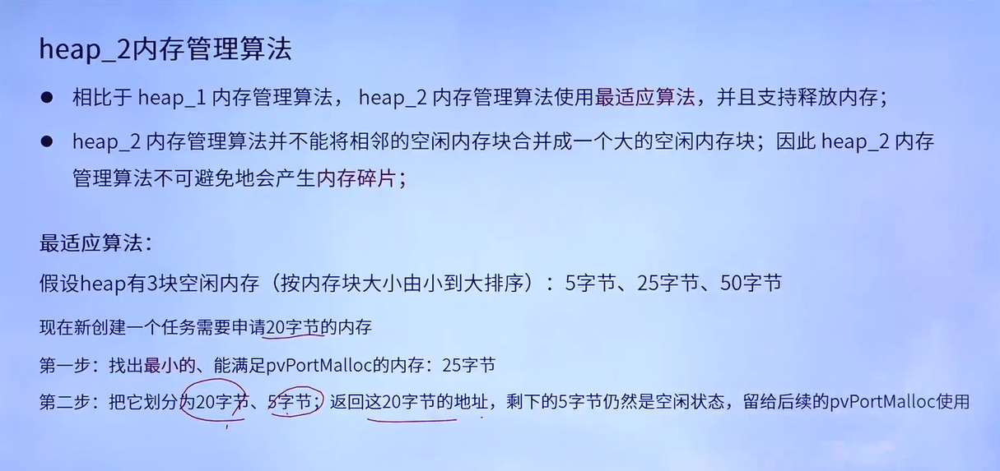 heap_2内存管理算法
● 相比于 heap_1 内存管理算法， heap_2 内存管理算法使用最适应算法，并且支持释放内存；
● heap_2 内存管理算法并不能将相邻的空闲内存块合并成一个大的空闲内存块；因此 heap_2 内存
管理算法不可避免地会产生内存碎片；
最适应算法：
假设heap有3块空闲内存（按内存块大小由小到大排序）：5字节、25字节、50字节
现在新创建一个任务需要申请20字节的内存
第一步：找出最小的、能满足pvPortMalloc的内存：25字节
第二步：把它划分为20字节、5字节；返回这20字节的地址，剩下的5字节仍然是空闲状态，留给后续的pvPortMalloc使用